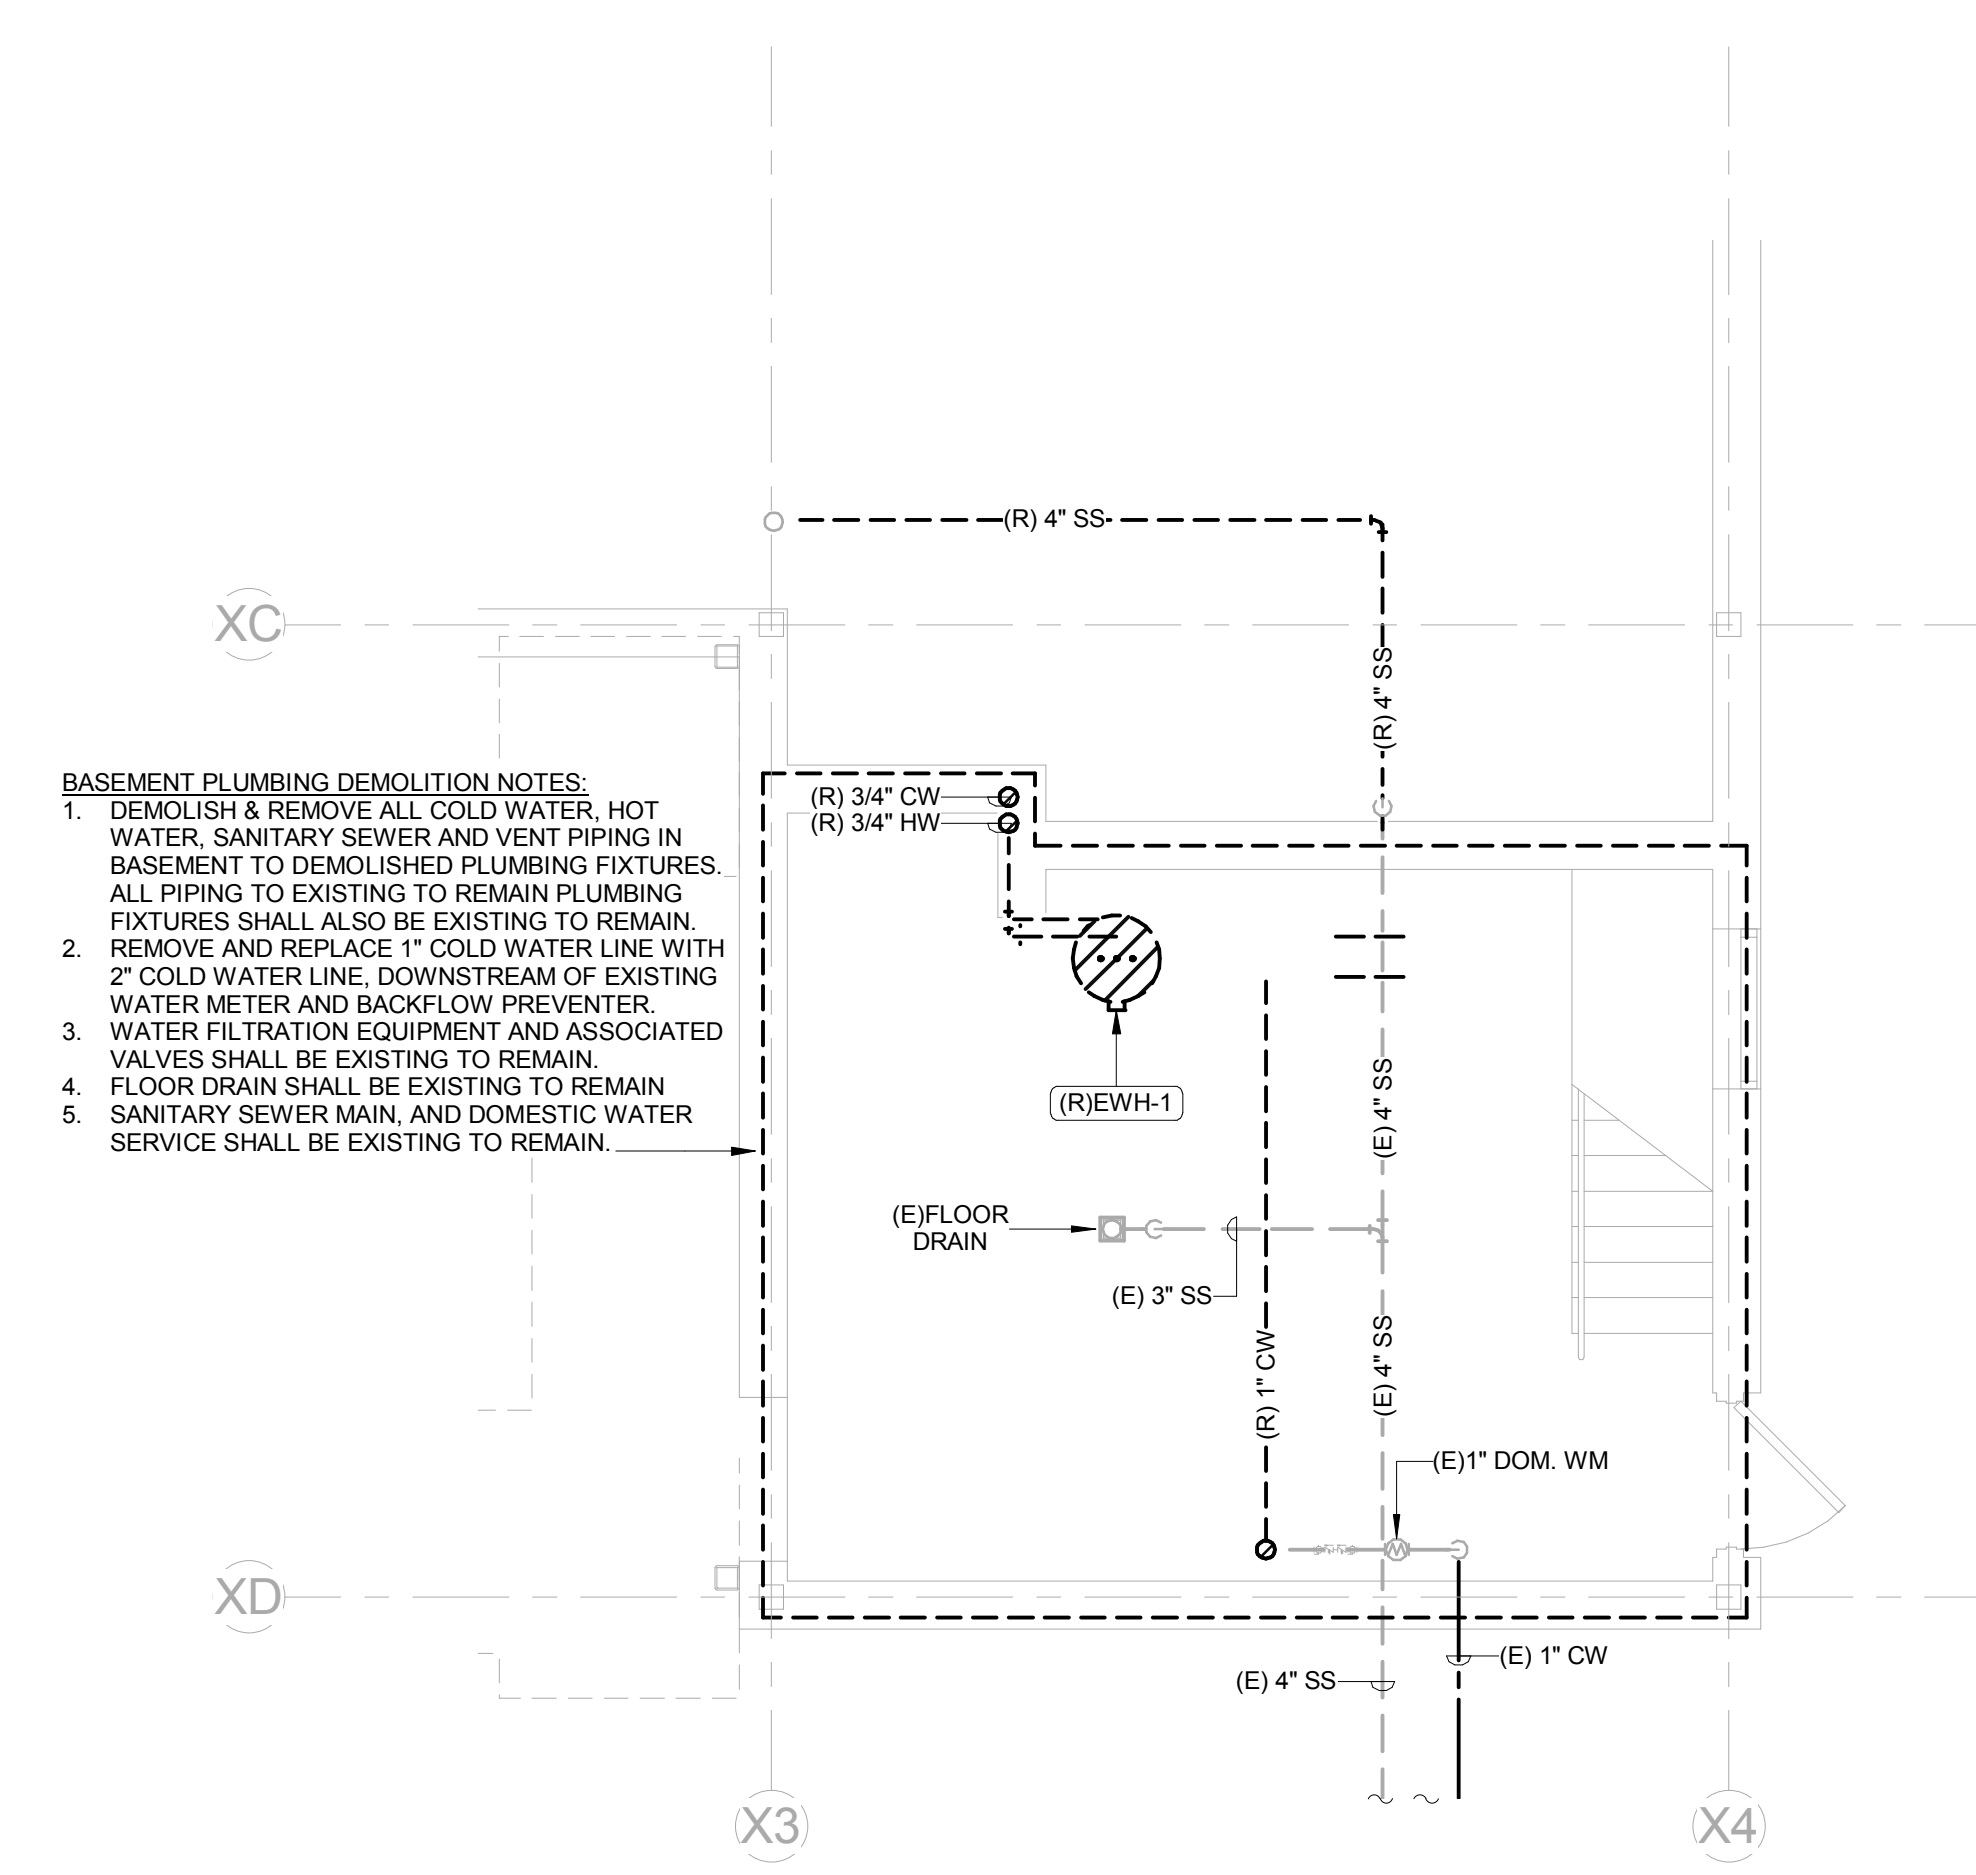 (R) 4" SS
XC
(R) 4" SS
BASEMENT PLUMBING DEMOLITION NOTES:
1. DEMOLISH & REMOVE ALL COLD WATER, HOT
WATER, SANITARY SEWER AND VENT PIPING IN
BASEMENT TO DEMOLISHED PLUMBING FIXTURES.
ALL PIPING TO EXISTING TO REMAIN PLUMBING
FIXTURES SHALL ALSO BE EXISTING TO REMAIN.
2. REMOVE AND REPLACE 1" COLD WATER LINE WITH
2" COLD WATER LINE, DOWNSTREAM OF EXISTING
WATER METER AND BACKFLOW PREVENTER.
3. WATER FILTRATION EQUIPMENT AND ASSOCIATED
VALVES SHALL BE EXISTING TO REMAIN.
4. FLOOR DRAIN SHALL BE EXISTING TO REMAIN
5. SANITARY SEWER MAIN, AND DOMESTIC WATER
SERVICE SHALL BE EXISTING TO REMAIN.
(R) 3/4" CW
(R) 3/4" HW
(R)EWH-1
(E) 4" SS
(E)FLOOR
DRAIN
(E) 3" SS
(R) 1" CW
(E) 4" SS
(E)1" DOM. WM
XD
(E) 1" CW
(E) 4" SS
X3
X4